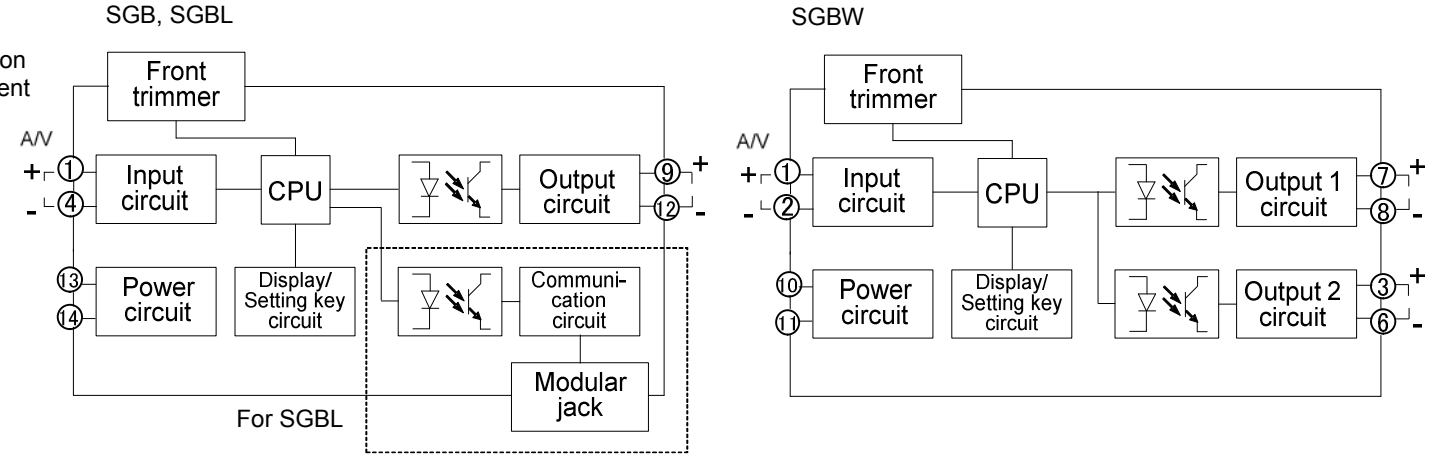 SGB, SGBL
on
ent
Front
trimmer
A/V
+
1
-
4
Input
circuit
CPU
Output
circuit
9
+
12
-
13
14
Power
circuit
Display/
Setting key
circuit
Communi-
cation
circuit
Modular
jack
For SGBL
SGBW
Front
trimmer
A/V
+
1
-
2
Input
circuit
CPU
Output 1
circuit
7
+
8
-
10
11
Power
circuit
Display/
Setting key
circuit
Output 2
circuit
3
+
6
-